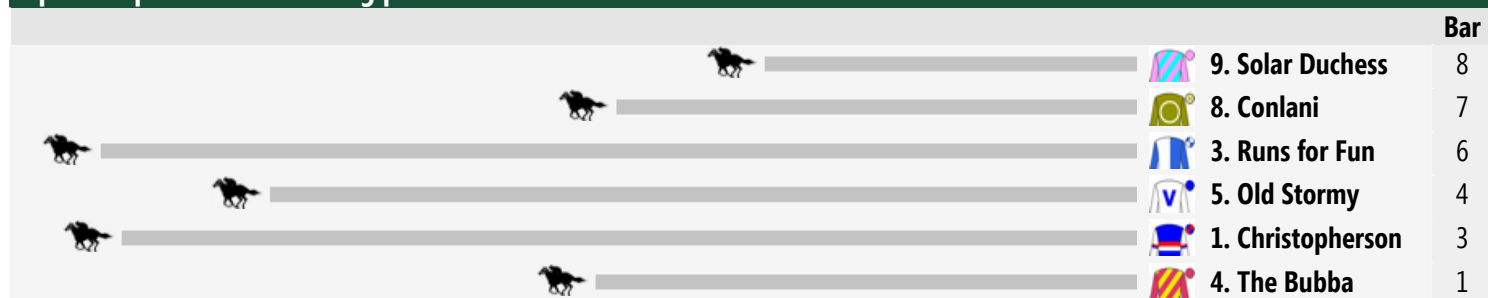 Bar
9. Solar Duchess 8
8. Conlani 7
3. Runs for Fun 6
V 5. Old Stormy 4
1. Christopherson 3
4. The Bubba 1